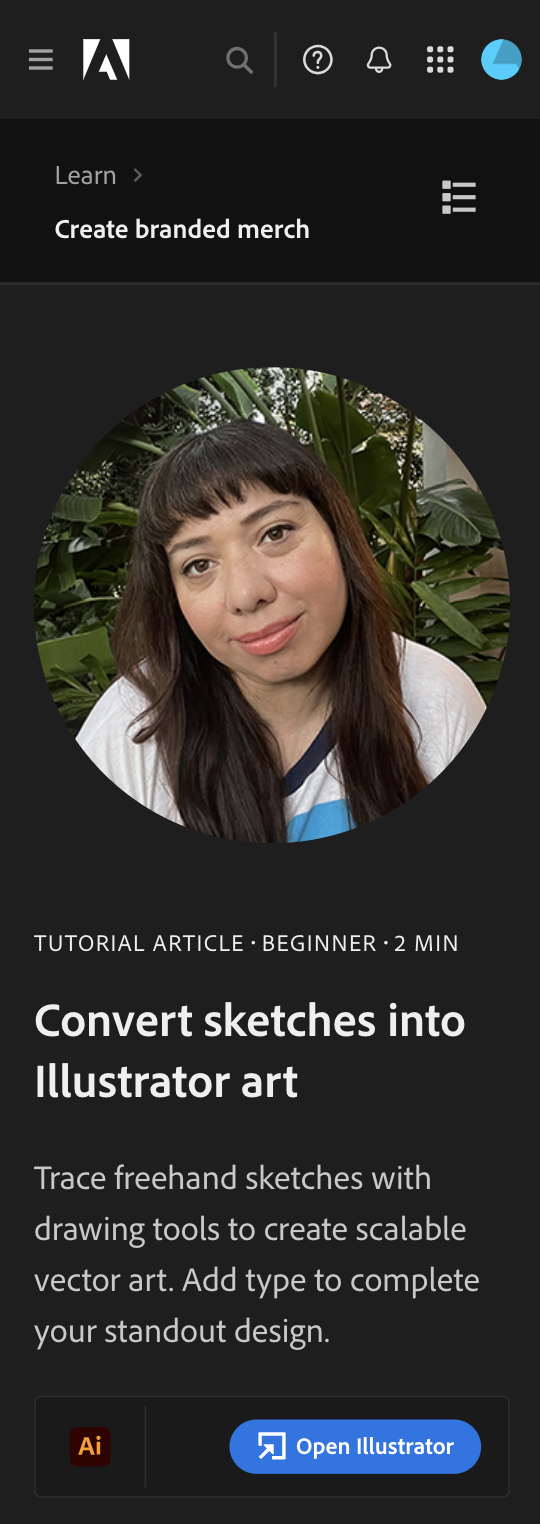 Learn
Create branded merch
TUTORIAL ARTICLE · BEGINNER · 2 MIN
Convert sketches into
Illustrator art
Trace freehand sketches with
drawing tools to create scalable
vector art. Add type to complete
your standout design.
Ai
Open Illustrator